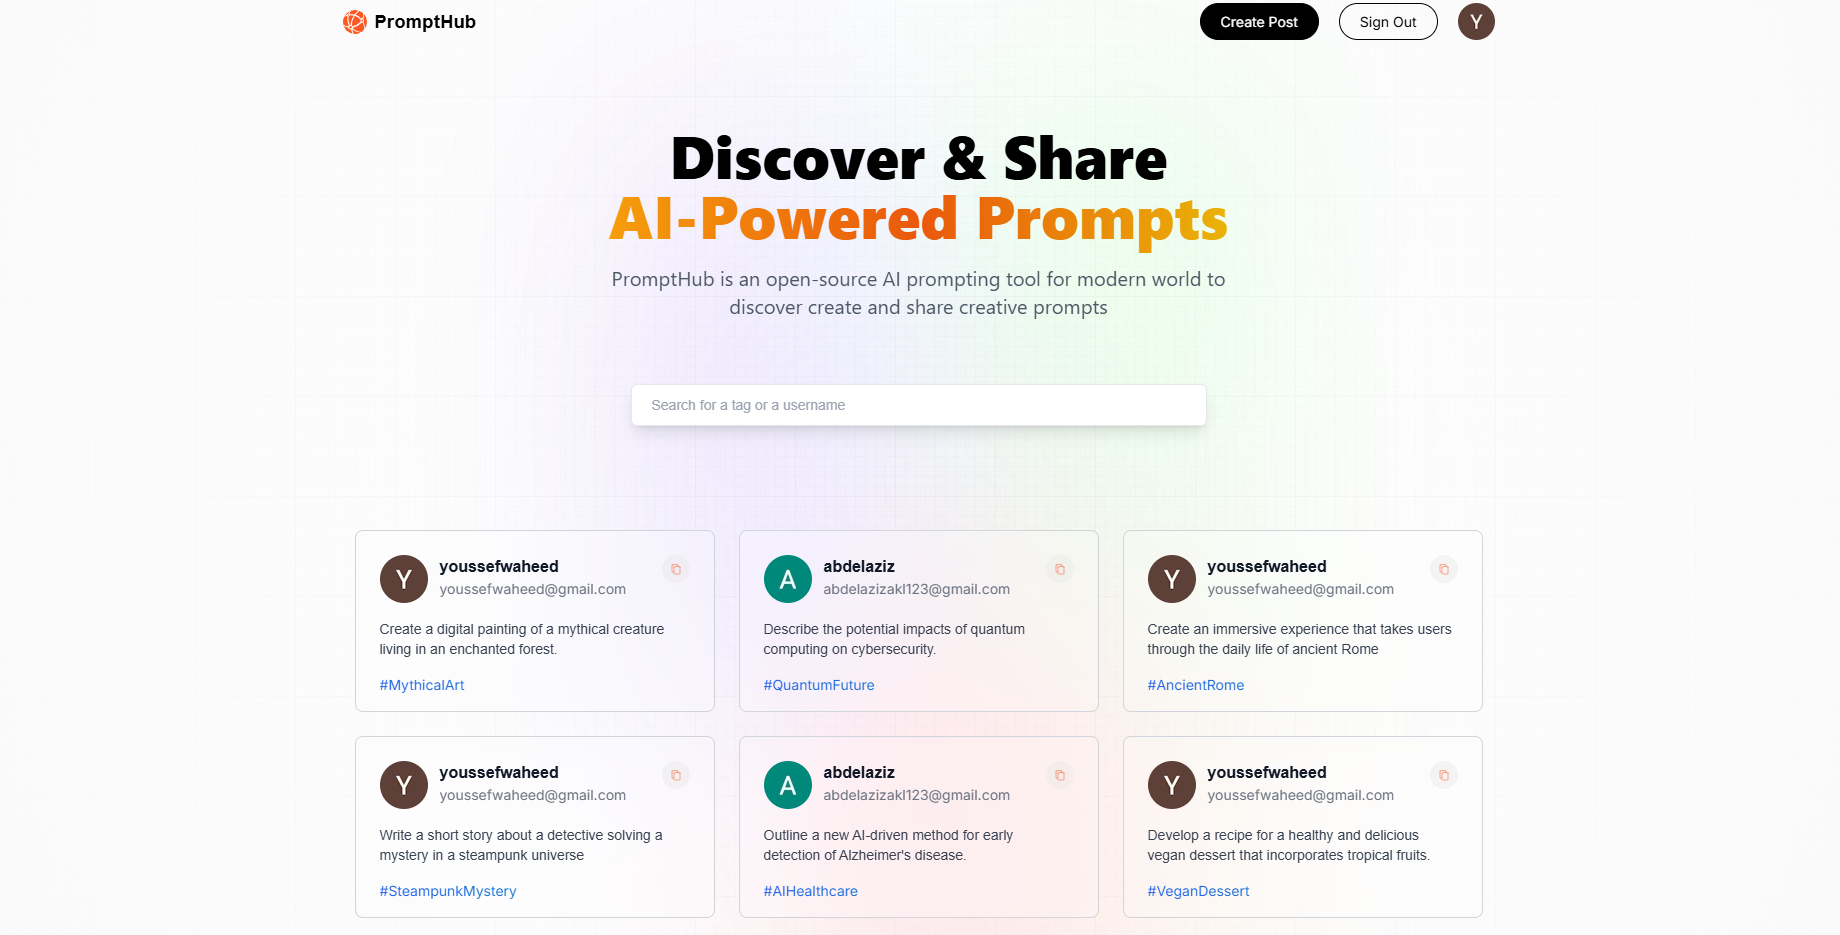 PromptHub
Create Post
Sign Out
Y
Discover & Share
AI-Powered Prompts
PromptHub is an open-source AI prompting tool for modern world to
discover create and share creative prompts
Search for a tag or a username
Y
youssefwaheed
youssefwaheed@gmail.com
Create a digital painting of a mythical creature
living in an enchanted forest.
#MythicalArt
A
abdelaziz
abdelazizakl123@gmail.com
Describe the potential impacts of quantum
computing on cybersecurity.
#QuantumFuture
Y
youssefwaheed
youssefwaheed@gmail.com
Create an immersive experience that takes users
through the daily life of ancient Rome
#AncientRome
Y
youssefwaheed
youssefwaheed@gmail.com
Write a short story about a detective solving a
mystery in a steampunk universe
#SteampunkMystery
A
abdelaziz
abdelazizakl123@gmail.com
Outline a new AI-driven method for early
detection of Alzheimer's disease.
#AIHealthcare
Y
youssefwaheed
youssefwaheed@gmail.com
Develop a recipe for a healthy and delicious
vegan dessert that incorporates tropical fruits.
#VeganDessert